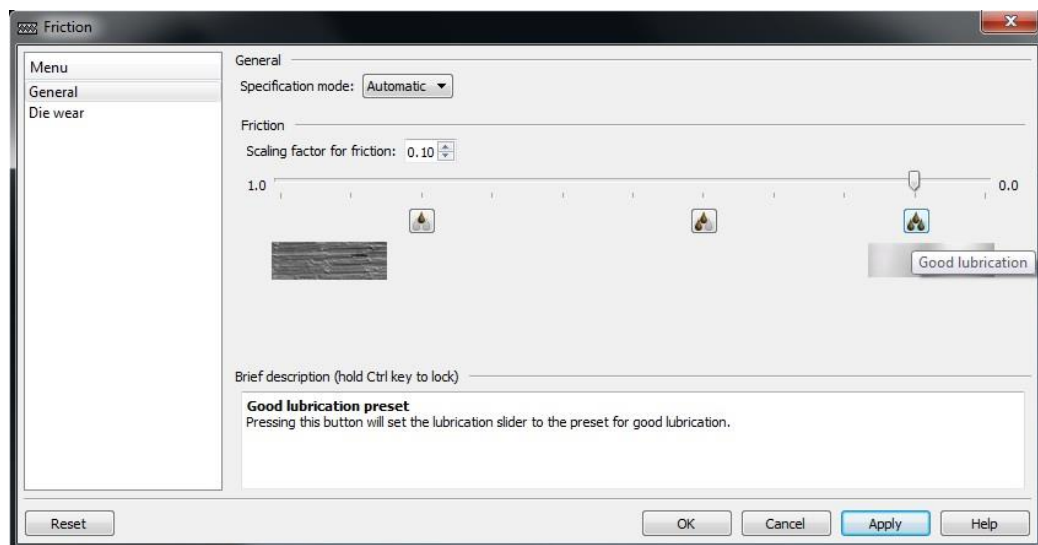 Friction
Menu
General
Die wear
General
Specification mode: Automatic
Friction
Scaling factor for friction: 0.10
1.0
0.0
Good lubrication
Brief description (hold Ctrl key to lock)
Good lubrication preset
Pressing this button will set the lubrication slider to the preset for good lubrication.
Reset
OK
Cancel
Apply
Help